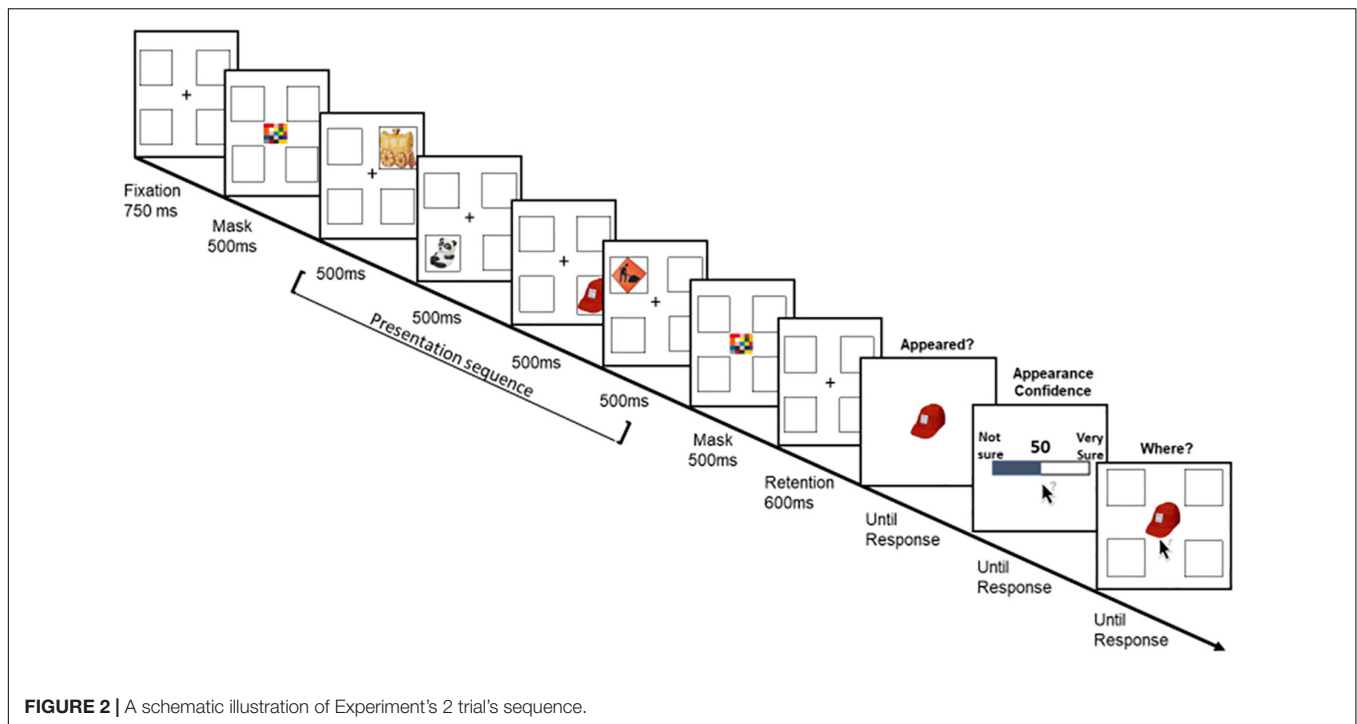 Fixation
750 ms
Mask
500ms
500ms
500ms
500ms
500ms
Presentation sequence
Mask
500ms
Retention
600ms
Appeared?
Until
Response
Appearance
Confidence
Not
sure
50
Very
Sure
Until
Response
Where?
Until
Response
FIGURE 2 | A schematic illustration of Experiment's 2 trial's sequence.